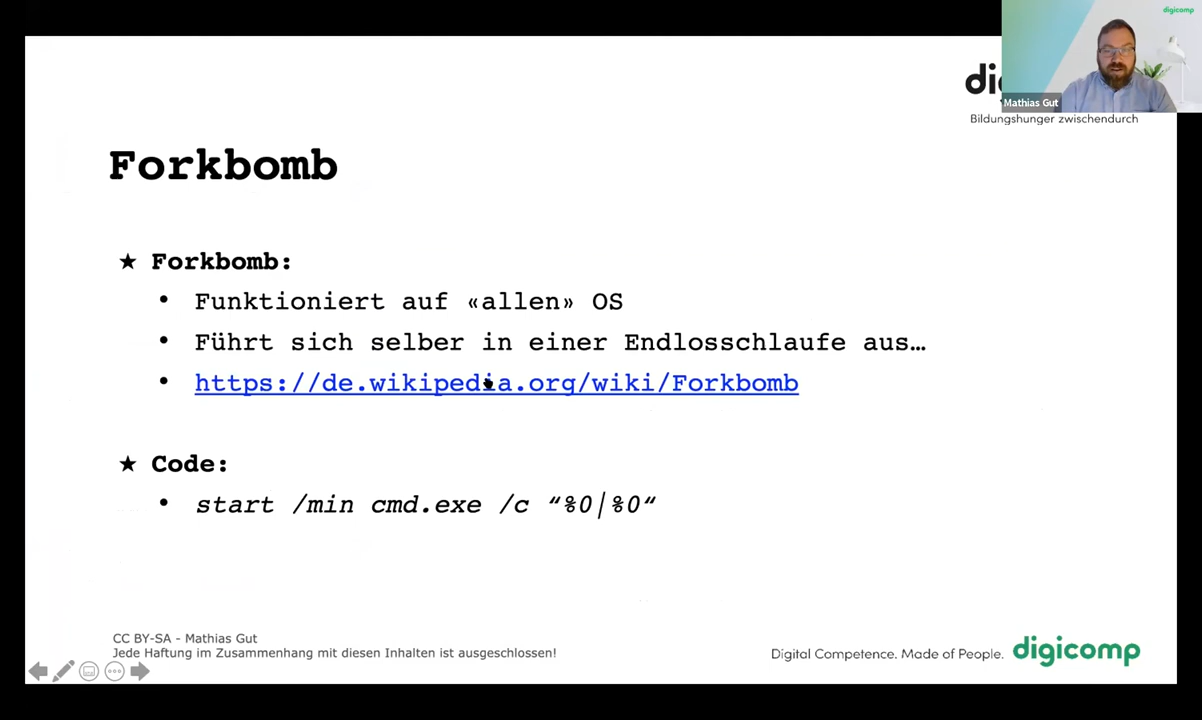 digicomp
di
Mathias Gut
Bildungshunger zwischendurch
Forkbomb
★ Forkbomb:
• Funktioniert auf «allen» OS
• Führt sich selber in einer Endlosschlaufe aus…
• https://de.wikipedia.org/wiki/Forkbomb
★ Code:
• start /min cmd.exe /c “%0|%0“
CC BY-SA - Mathias Gut
Jede Haftung im Zusammenhang mit diesen Inhalten ist ausgeschlossen!
Digital Competence. Made of People. digicomp